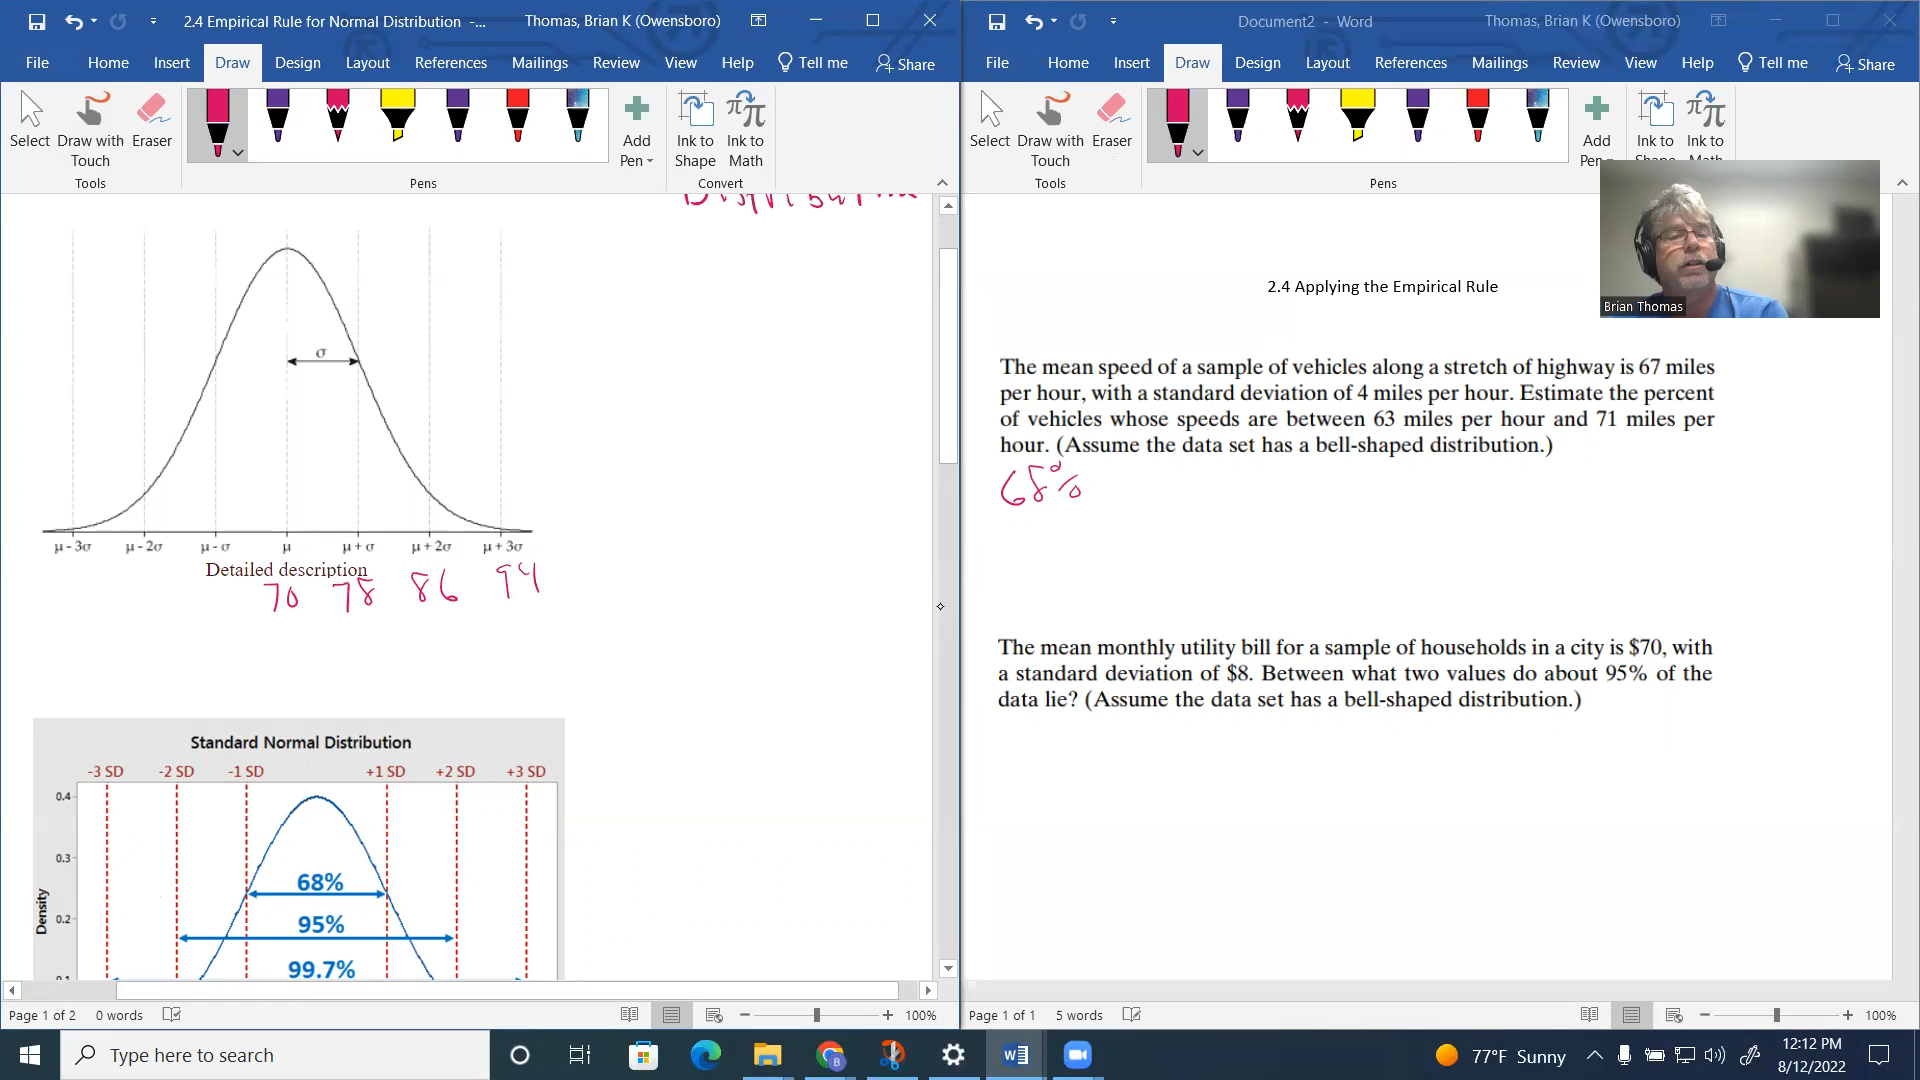 2.4 Empirical Rule for Normal Distribution -...
Thomas, Brian K (Owensboro)
File Home Insert Draw Design Layout References Mailings Review View Help Tell me Share
Select
Draw with Touch
Eraser
Add Pen
Ink to Shape
Ink to Math
Tools
Pens
Convert
σ
μ - 3σ μ - 2σ μ - σ μ μ + σ μ + 2σ μ + 3σ
Detailed description
70 78 86 94
Standard Normal Distribution
-3 SD -2 SD -1 SD +1 SD +2 SD +3 SD
0.4
0.3
0.2
0.1
Density
68%
95%
99.7%
Page 1 of 2 0 words
100%
Document2 - Word
Thomas, Brian K (Owensboro)
File Home Insert Draw Design Layout References Mailings Review View Help Tell me Share
Select
Draw with Touch
Eraser
Add Pen
Ink to Shape
Ink to Math
Tools
Pens
Brian Thomas
2.4 Applying the Empirical Rule
The mean speed of a sample of vehicles along a stretch of highway is 67 miles
per hour, with a standard deviation of 4 miles per hour. Estimate the percent
of vehicles whose speeds are between 63 miles per hour and 71 miles per
hour. (Assume the data set has a bell-shaped distribution.)
68%
The mean monthly utility bill for a sample of households in a city is $70, with
a standard deviation of $8. Between what two values do about 95% of the
data lie? (Assume the data set has a bell-shaped distribution.)
Page 1 of 1 5 words
100%
Type here to search
77°F Sunny
12:12 PM
8/12/2022